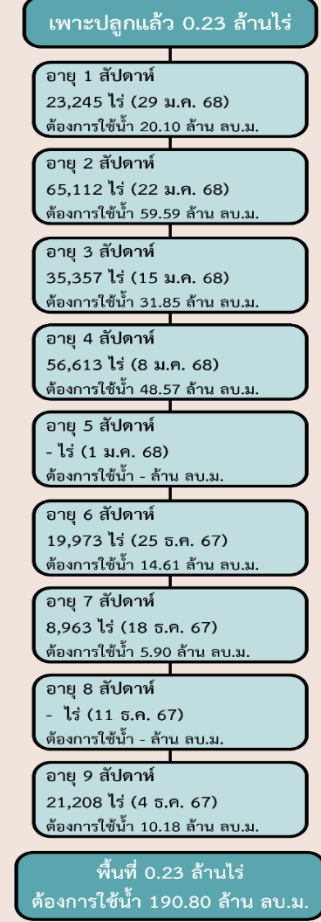 เพาะปลูกแล้ว 0.23 ล้านไร่
อายุ 1 สัปดาห์
23,245 ไร่ (29 ม.ค. 68)
ต้องการใช้น้ำ 20.10 ล้าน ลบ.ม.
อายุ 2 สัปดาห์
65,112 ไร่ (22 ม.ค. 68)
ต้องการใช้น้ำ 59.59 ล้าน ลบ.ม.
อายุ 3 สัปดาห์
35,357 ไร่ (15 ม.ค. 68)
ต้องการใช้น้ำ 31.85 ล้าน ลบ.ม.
อายุ 4 สัปดาห์
56,613 ไร่ (8 ม.ค. 68)
ต้องการใช้น้ำ 48.57 ล้าน ลบ.ม.
อายุ 5 สัปดาห์
- ไร่ (1 ม.ค. 68)
ต้องการใช้น้ำ - ล้าน ลบ.ม.
อายุ 6 สัปดาห์
19,973 ไร่ (25 ธ.ค. 67)
ต้องการใช้น้ำ 14.61 ล้าน ลบ.ม.
อายุ 7 สัปดาห์
8,963 ไร่ (18 ธ.ค. 67)
ต้องการใช้น้ำ 5.90 ล้าน ลบ.ม.
อายุ 8 สัปดาห์
- ไร่ (11 ธ.ค. 67)
ต้องการใช้น้ำ - ล้าน ลบ.ม.
อายุ 9 สัปดาห์
21,208 ไร่ (4 ธ.ค. 67)
ต้องการใช้น้ำ 10.18 ล้าน ลบ.ม.
พื้นที่ 0.23 ล้านไร่
ต้องการใช้น้ำ 190.80 ล้าน ลบ.ม.